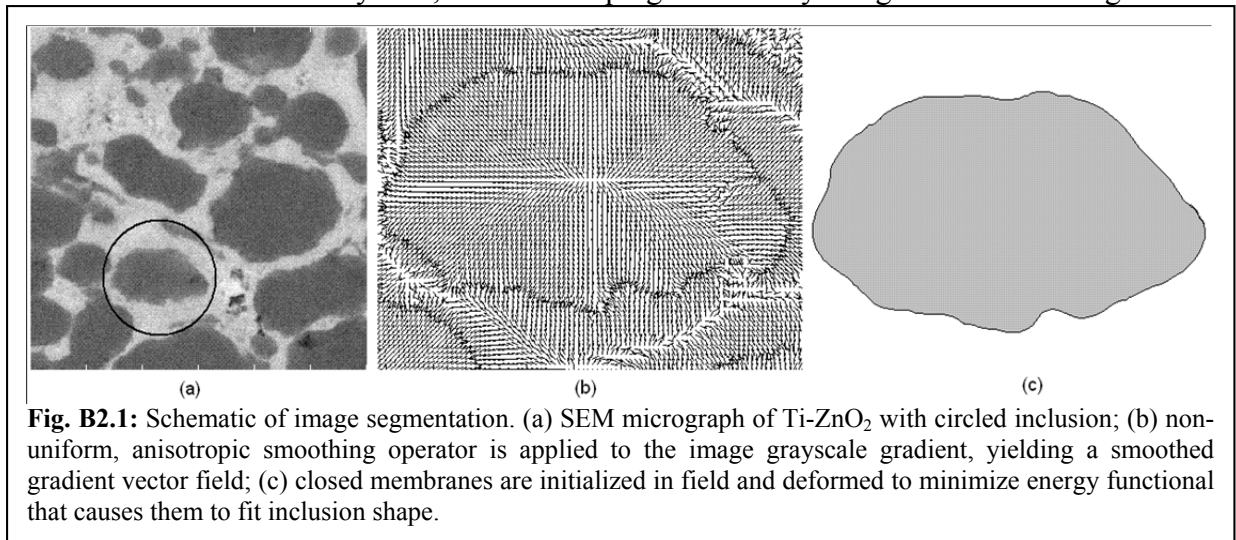 (a)
(b)
(c)
Fig. B2.1: Schematic of image segmentation. (a) SEM micrograph of Ti-ZnO₂ with circled inclusion; (b) non-
uniform, anisotropic smoothing operator is applied to the image grayscale gradient, yielding a smoothed
gradient vector field; (c) closed membranes are initialized in field and deformed to minimize energy functional
that causes them to fit inclusion shape.